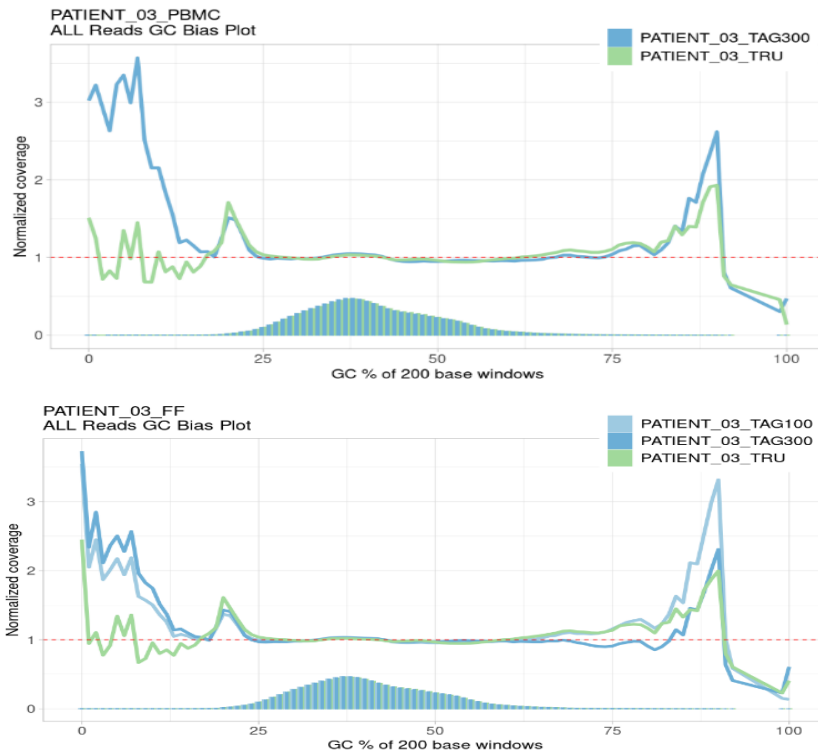 PATIENT_03_PBMC
ALL Reads GC Bias Plot
PATIENT_03_TAG300
PATIENT_03_TRU
Normalized coverage
3
2
1
0
0 25 50 75 100
GC % of 200 base windows
PATIENT_03_FF
ALL Reads GC Bias Plot
PATIENT_03_TAG100
PATIENT_03_TAG300
PATIENT_03_TRU
Normalized coverage
3
2
1
0
0 25 50 75 100
GC % of 200 base windows